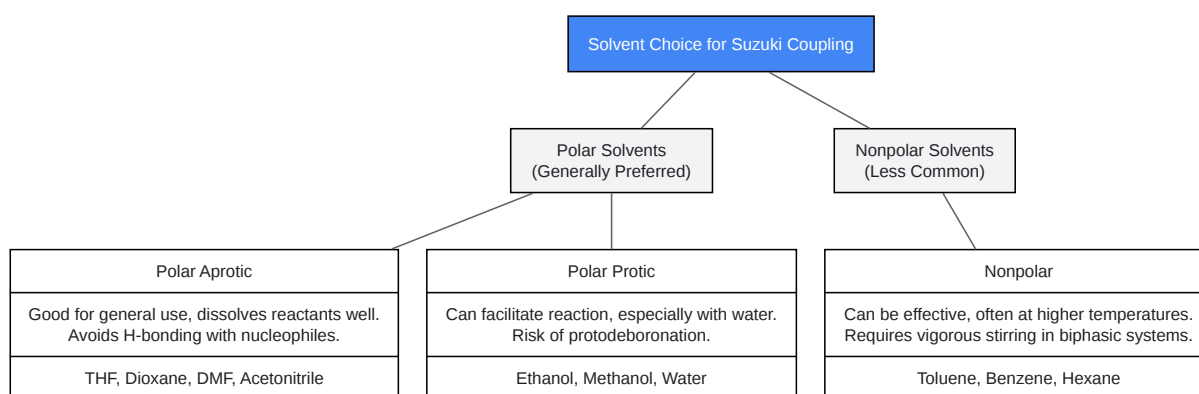 Solvent Choice for Suzuki Coupling
Polar Solvents
(Generally Preferred)
Nonpolar Solvents
(Less Common)
Polar Aprotic
Good for general use, dissolves reactants well.
Avoids H-bonding with nucleophiles.
THF, Dioxane, DMF, Acetonitrile
Polar Protic
Can facilitate reaction, especially with water.
Risk of protodeboronation.
Ethanol, Methanol, Water
Nonpolar
Can be effective, often at higher temperatures.
Requires vigorous stirring in biphasic systems.
Toluene, Benzene, Hexane